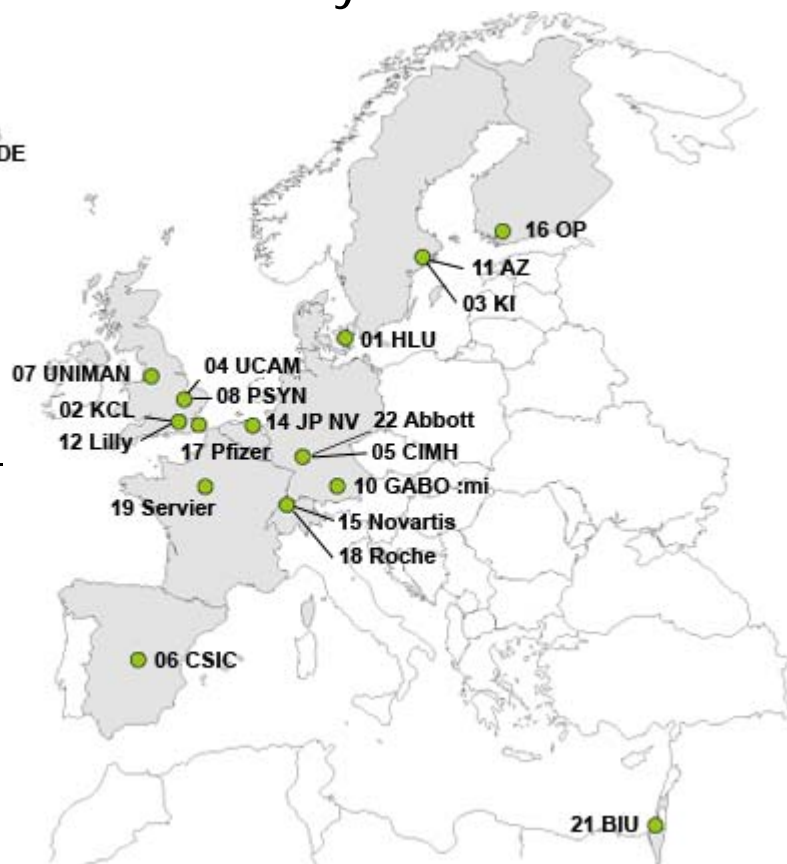 DE
16 OP
11 AZ
03 KI
01 HLU
04 UCAM
07 UNIMAN
08 PSYN
02 KCL
14 JP NV
22 Abbott
12 Lilly
17 Pfizer
05 CIMH
10 GABO :mi
19 Servier
15 Novartis
18 Roche
06 CSIC
21 BIU